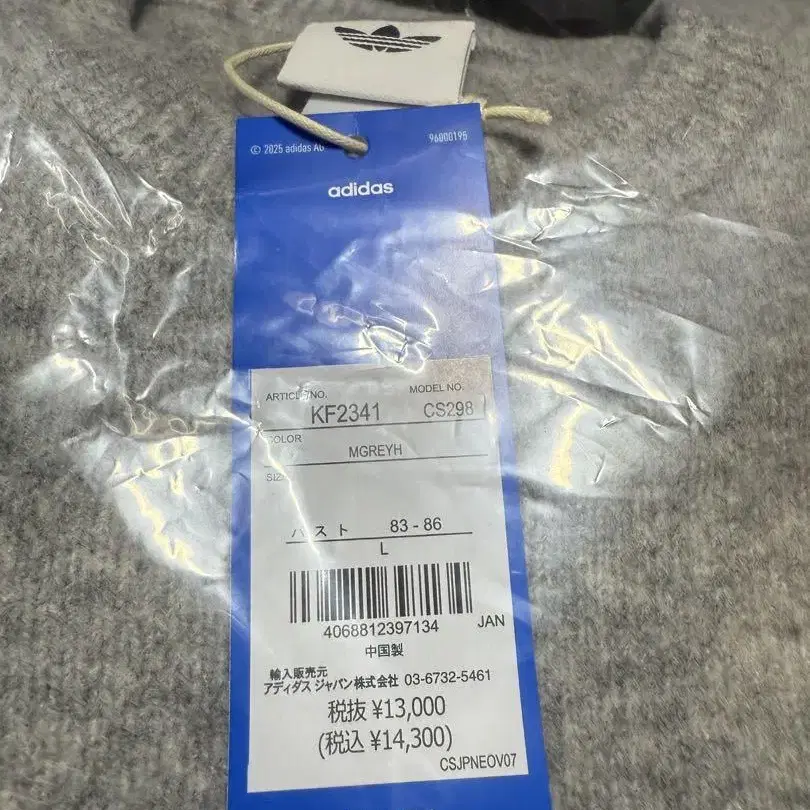 © 2025 adidas AG
96000195
adidas
ARTICLE NO. MODEL NO.
KF2341 CS298
COLOR
MGREYH
SIZE
バスト 83 - 86
L
4068812397134 JAN
中国製
輸入販売元
アディダス ジャパン株式会社 03-6732-5461
税抜 ¥13,000
(税込 ¥14,300)
CSJPNEOV07